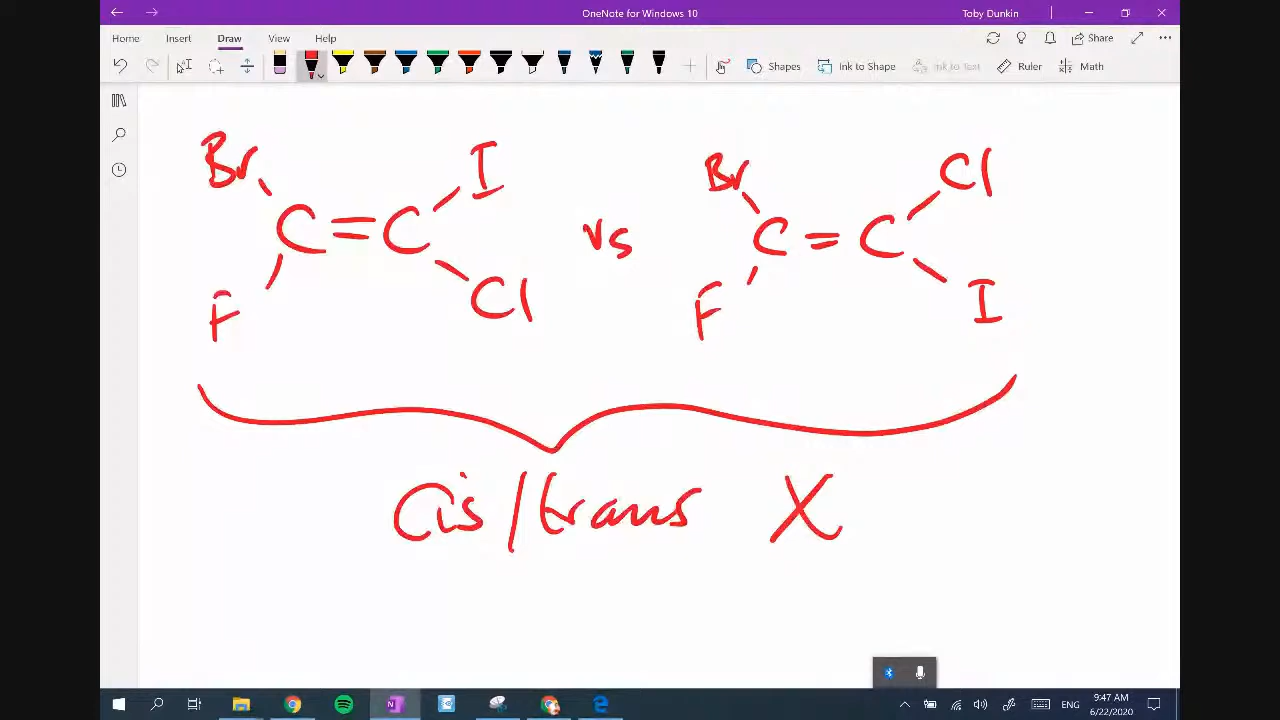 OneNote for Windows 10
Toby Dunkin
Home Insert Draw View Help
Share
Shapes Ink to Shape Ink to Text Ruler Math
Br I Br Cl
C = C vs C = C
F Cl F I
Cis/trans X
ENG
9:47 AM
6/22/2020